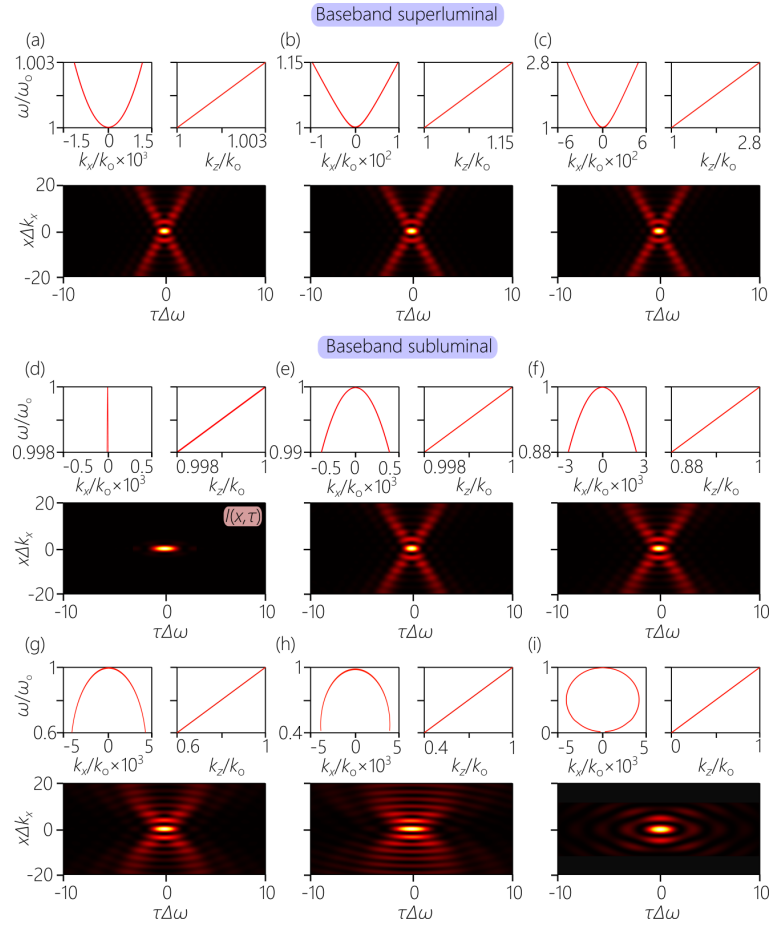 Baseband superluminal
(a) (b) (c)
1.003 1.15 2.8
ω/ωₒ
1 1 1
-1.5 0 1.5 1 1.003 -1 0 1 1 1.15 -6 0 6 1 2.8
kₓ/kₒ×10³ k_z/kₒ kₓ/kₒ×10² k_z/kₒ kₓ/kₒ×10² k_z/kₒ
20
xΔkₓ 0
-20
-10 0 10 -10 0 10 -10 0 10
τΔω τΔω τΔω
Baseband subluminal
(d) (e) (f)
1 1 1
ω/ωₒ
0.998 0.99 0.88
-0.5 0 0.5 0.998 1 -0.5 0 0.5 0.998 1 -3 0 3 0.88 1
kₓ/kₒ×10³ k_z/kₒ kₓ/kₒ×10³ k_z/kₒ kₓ/kₒ×10³ k_z/kₒ
20 I(x,τ)
xΔkₓ 0
-20
-10 0 10 -10 0 10 -10 0 10
τΔω τΔω τΔω
(g) (h) (i)
1 1 1
ω/ωₒ
0.6 0.4 0
-5 0 5 0.6 1 -5 0 5 0.4 1 -5 0 5 0 1
kₓ/kₒ×10³ k_z/kₒ kₓ/kₒ×10³ k_z/kₒ kₓ/kₒ×10³ k_z/kₒ
20
xΔkₓ 0
-20
-10 0 10 -10 0 10 -10 0 10
τΔω τΔω τΔω